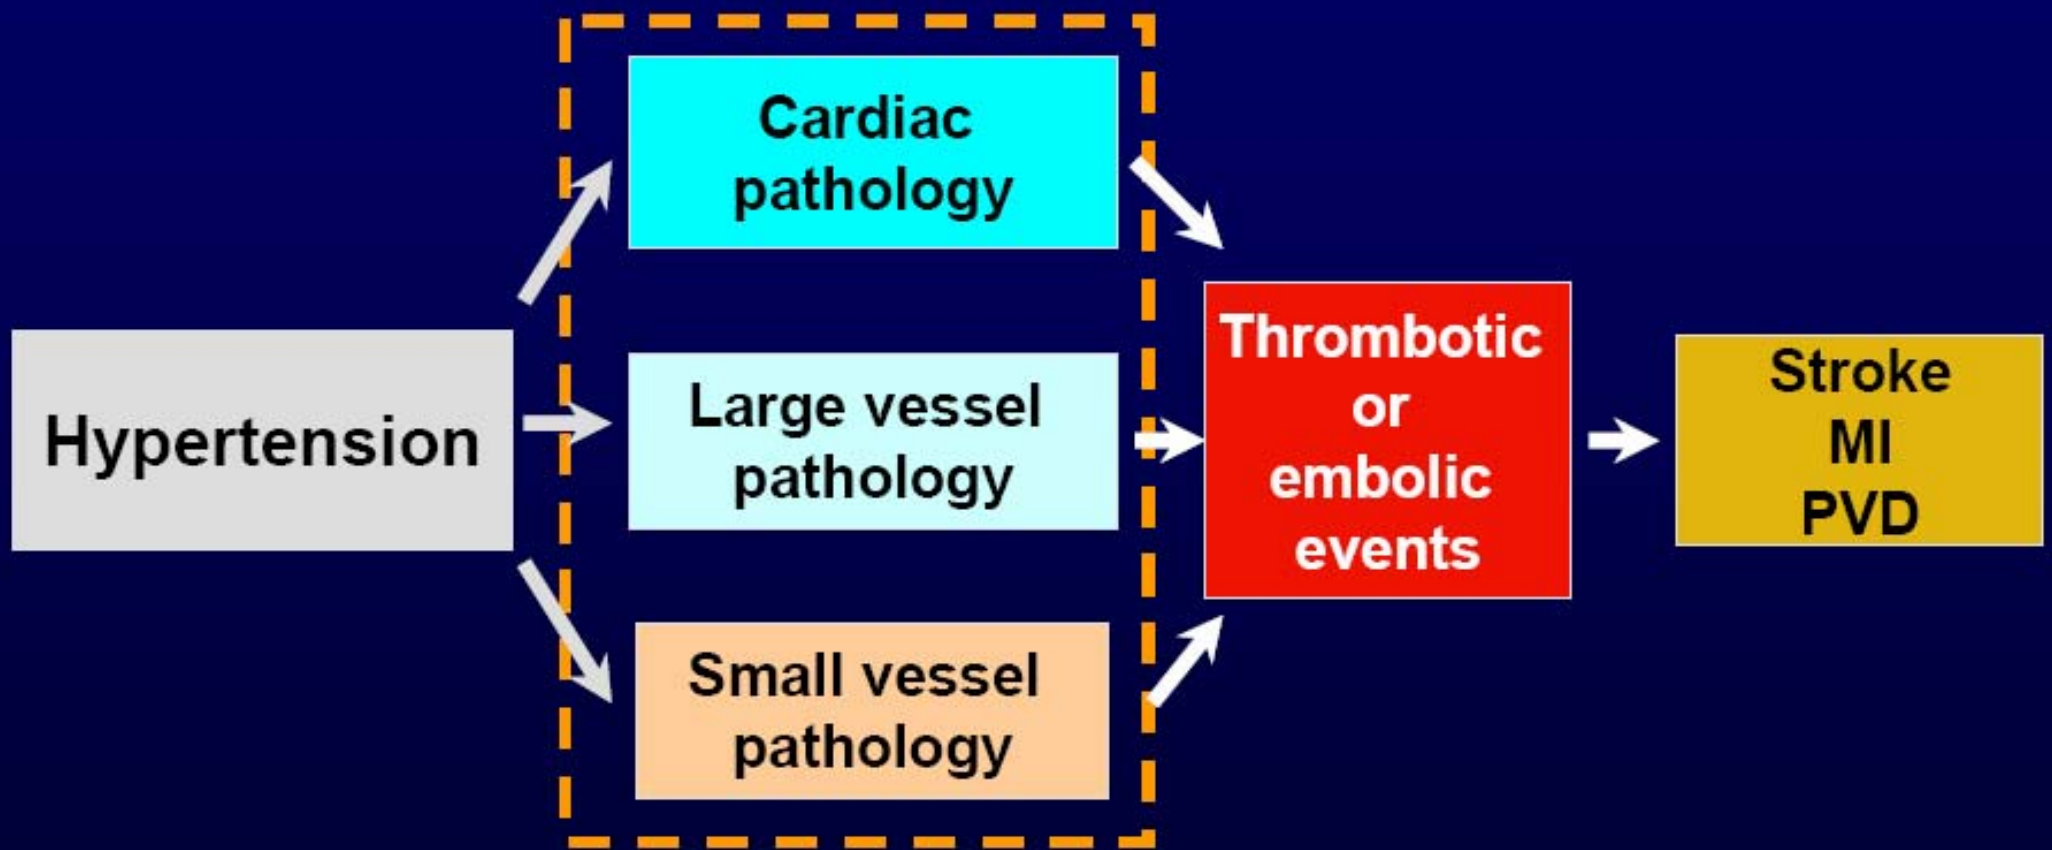 Hypertension
Cardiac
pathology
Large vessel
pathology
Small vessel
pathology
Thrombotic
or
embolic
events
Stroke
MI
PVD